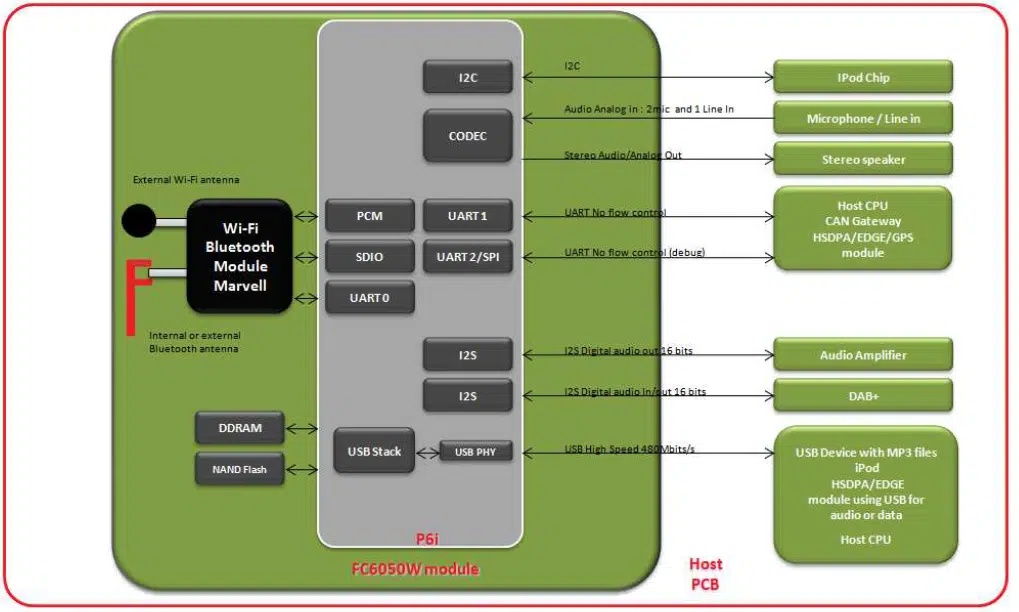 I2C
I2C
IPod Chip
Audio Analog in : 2mic and 1 Line In
CODEC
Microphone / Line in
Stereo Audio/Analog Out
Stereo speaker
External Wi-Fi antenna
Wi-Fi
Bluetooth
Module
Marvell
PCM
UART 1
UART No flow control
Host CPU
CAN Gateway
HSDPA/EDGE/GPS
module
SDIO
UART 2/SPI
UART No flow control (debug)
UART 0
Internal or external
Bluetooth antenna
I2S
I2S Digital audio out 16 bits
Audio Amplifier
I2S
I2S Digital audio In/out 16 bits
DAB+
DDRAM
NAND Flash
USB Stack
USB PHY
USB High Speed 480Mbits/s
USB Device with MP3 files
iPod
HSDPA/EDGE
module using USB for
audio or data
Host CPU
P6i
FC6050W module
Host
PCB